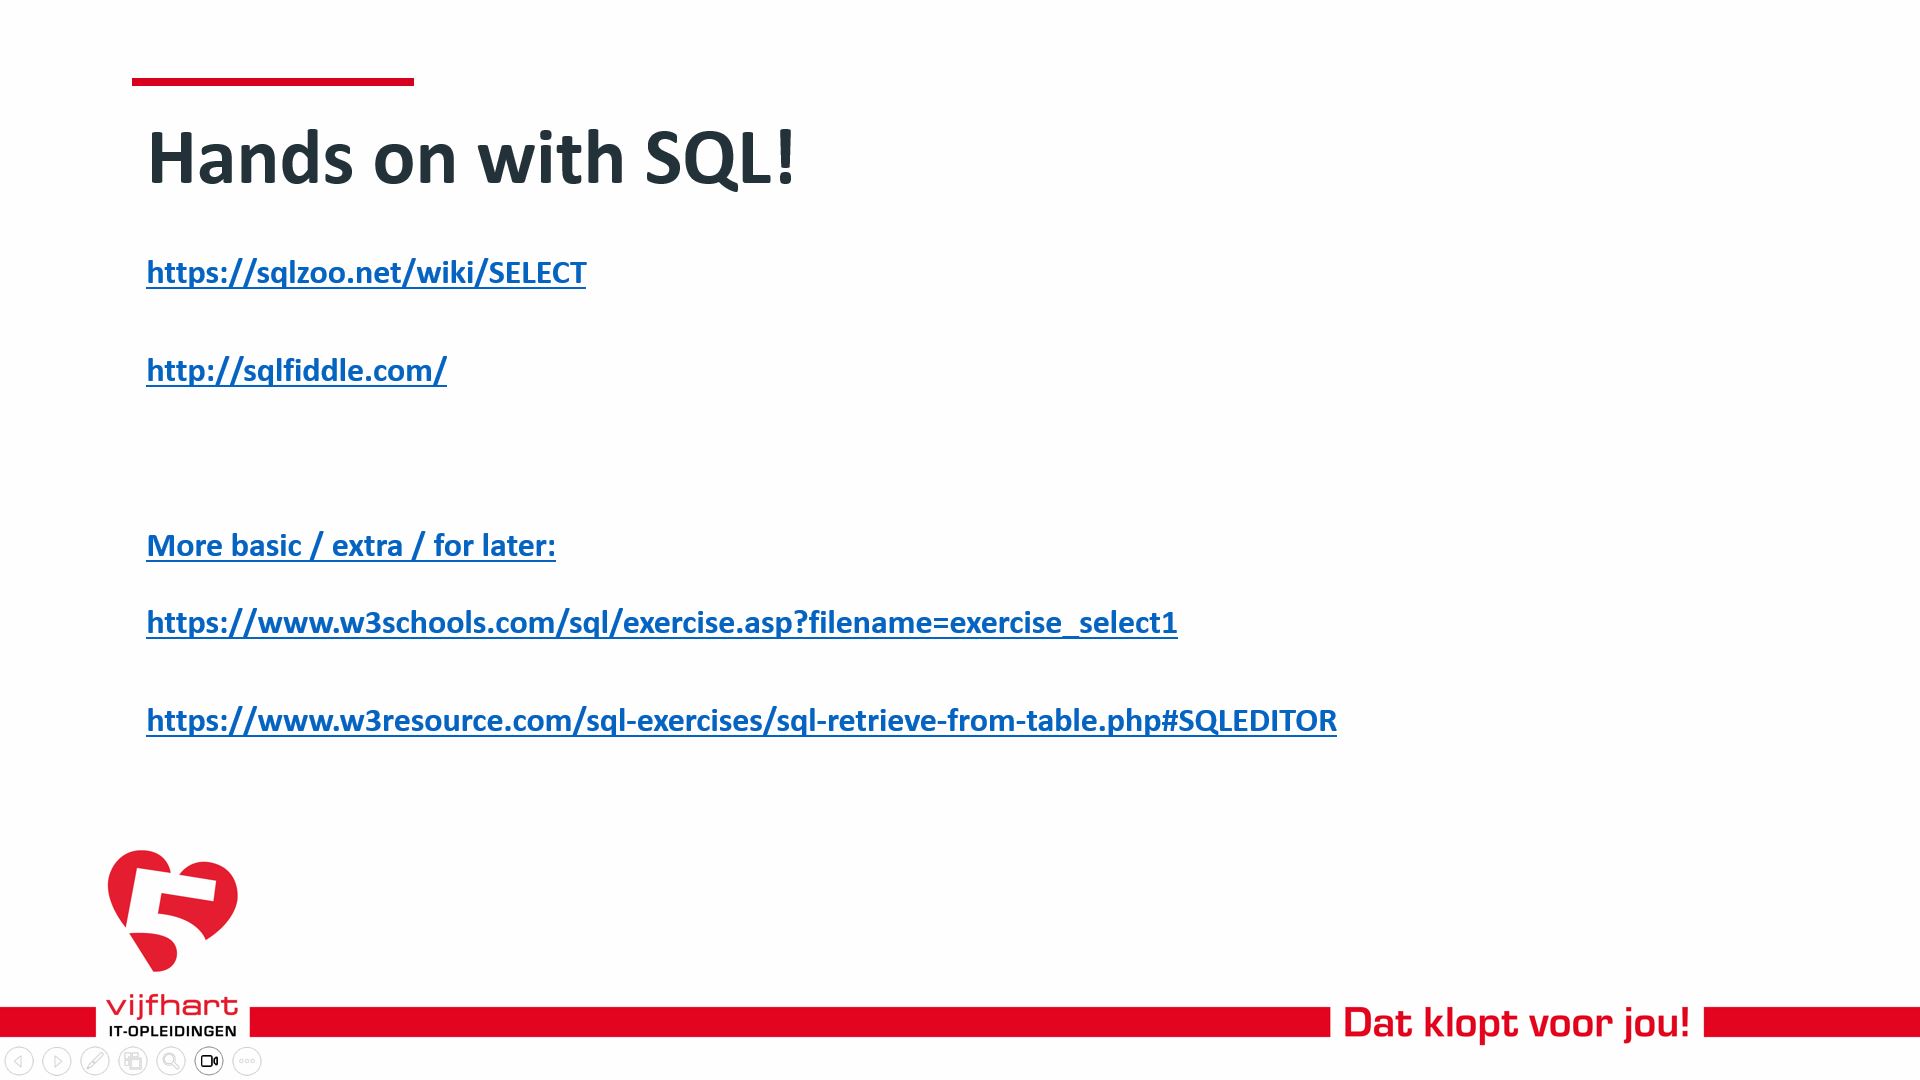 Hands on with SQL!
https://sqlzoo.net/wiki/SELECT
http://sqlfiddle.com/
More basic / extra / for later:
https://www.w3schools.com/sql/exercise.asp?filename=exercise_select1
https://www.w3resource.com/sql-exercises/sql-retrieve-from-table.php#SQLEDITOR
5
vijfhart
IT-OPLEIDINGEN
Dat klopt voor jou!